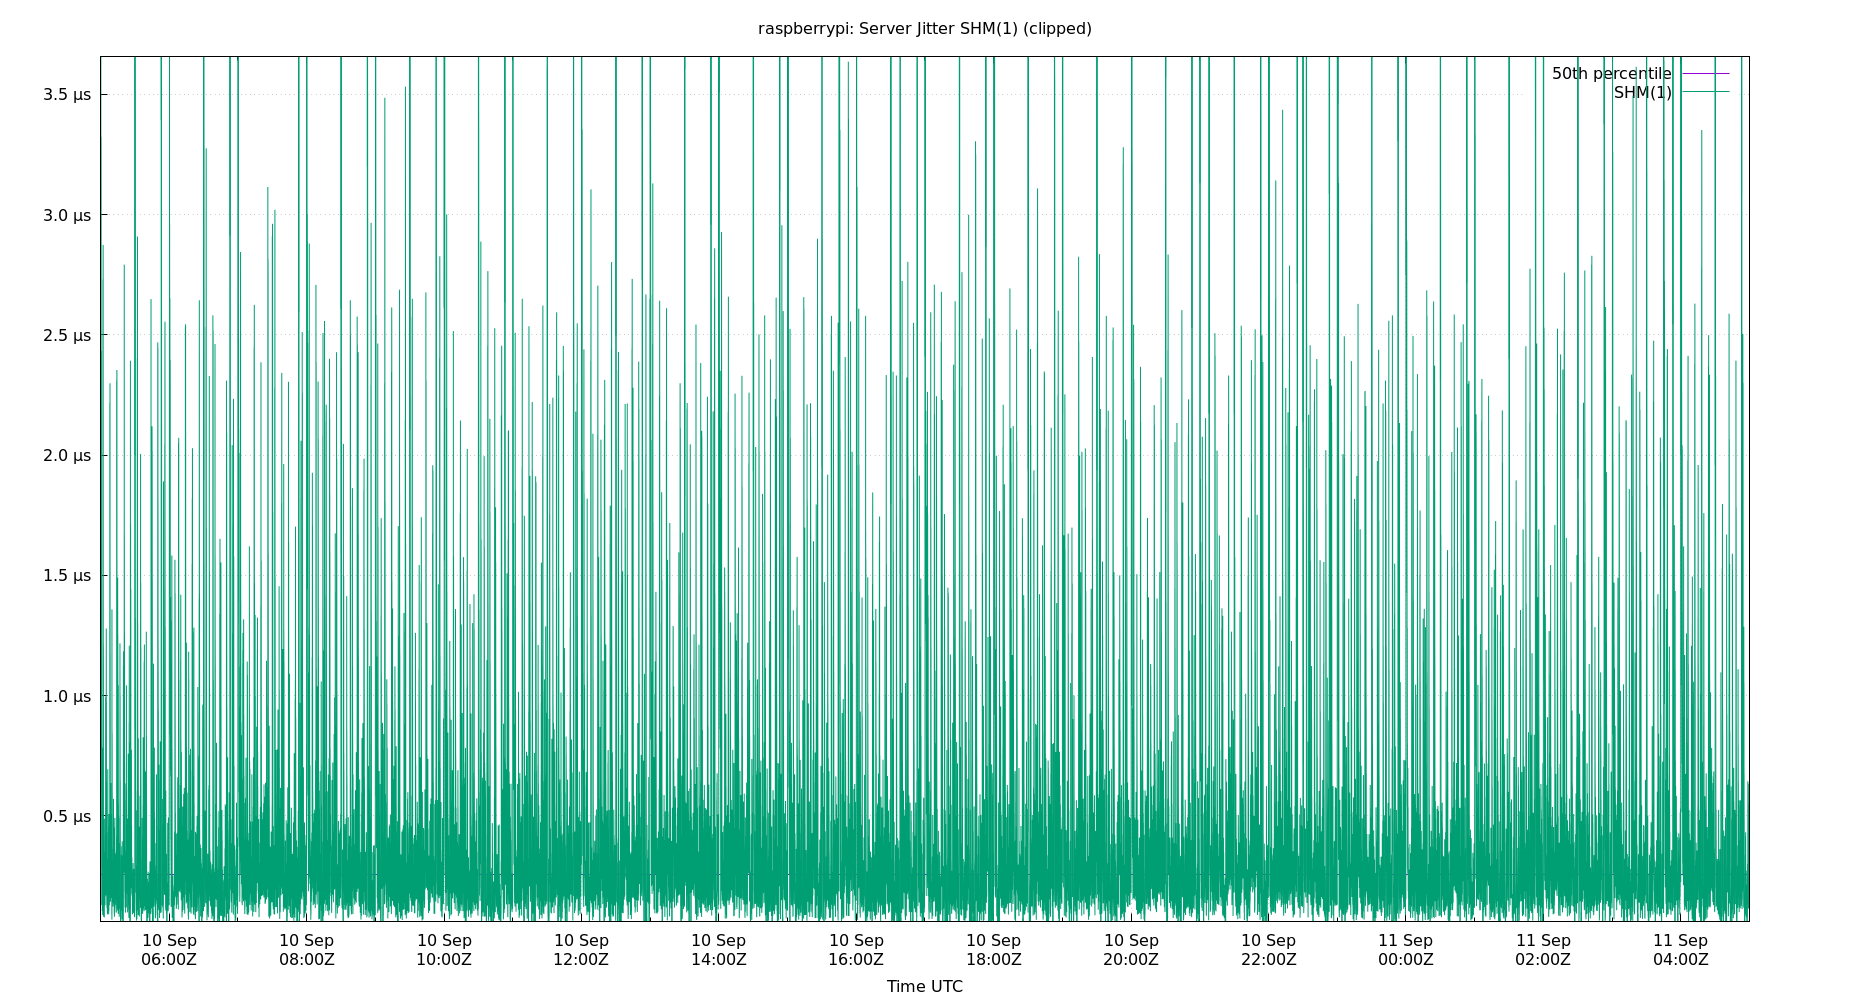 raspberrypi: Server Jitter SHM(1) (clipped)
50th percentile
SHM(1)
3.5 μs
3.0 μs
2.5 μs
2.0 μs
1.5 μs
1.0 μs
0.5 μs
10 Sep 10 Sep 10 Sep 10 Sep 10 Sep 10 Sep 10 Sep 10 Sep 10 Sep 11 Sep 11 Sep 11 Sep
06:00Z 08:00Z 10:00Z 12:00Z 14:00Z 16:00Z 18:00Z 20:00Z 22:00Z 00:00Z 02:00Z 04:00Z
Time UTC